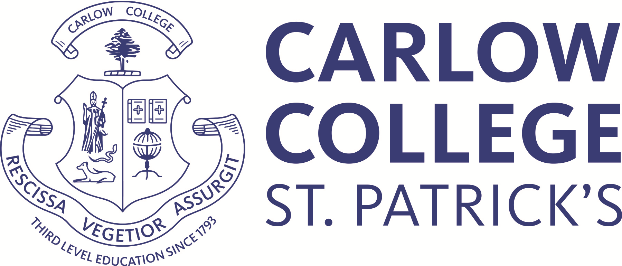 CARLOW COLLEGE
RESCISSA VEGETIOR ASSURGIT
THIRD LEVEL EDUCATION SINCE 1793
CARLOW
COLLEGE
ST. PATRICK'S